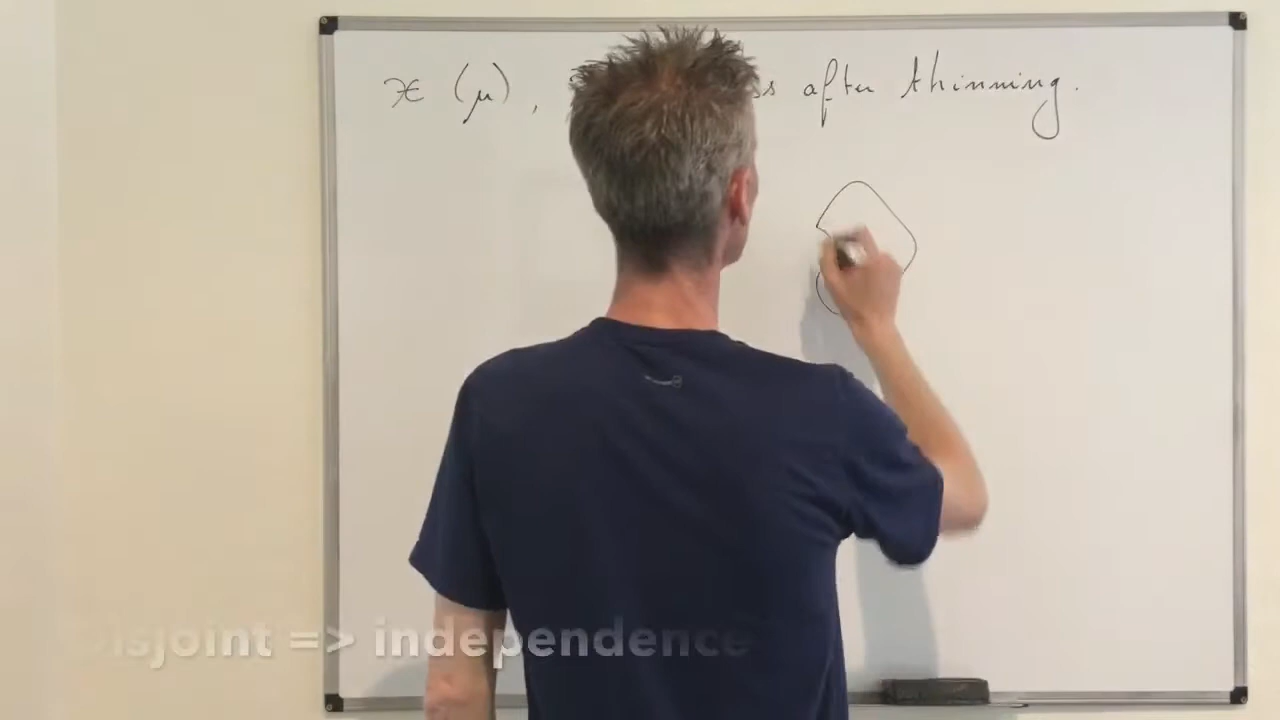 ℋ (μ), after thinning.
Disjoint => independence